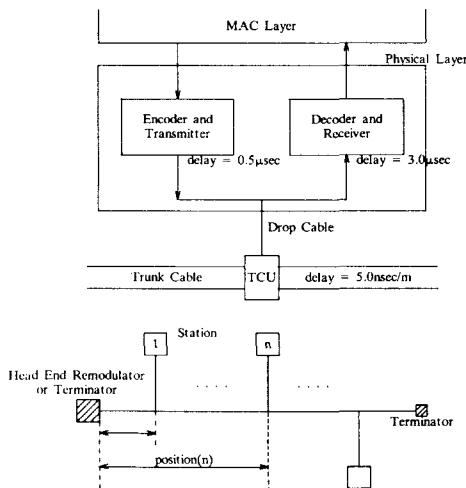 MAC Layer
Physical Layer
Encoder and
Transmitter
Decoder and
Receiver
delay = 0.5μsec
delay = 3.0μsec
Drop Cable
Trunk Cable
TCU
delay = 5.0nsec/m
Station
1
n
Head End Remodulator
or Terminator
. . . .
. . . .
Terminator
position(n)